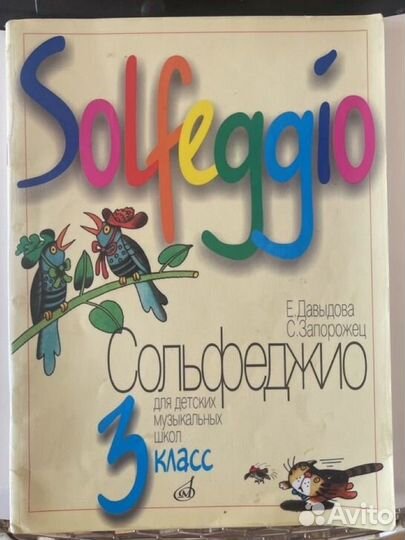 Solfeggio
Е.Давыдова
С.Запорожец
Сольфеджио
для детских
музыкальных
школ
3 класс
Avito